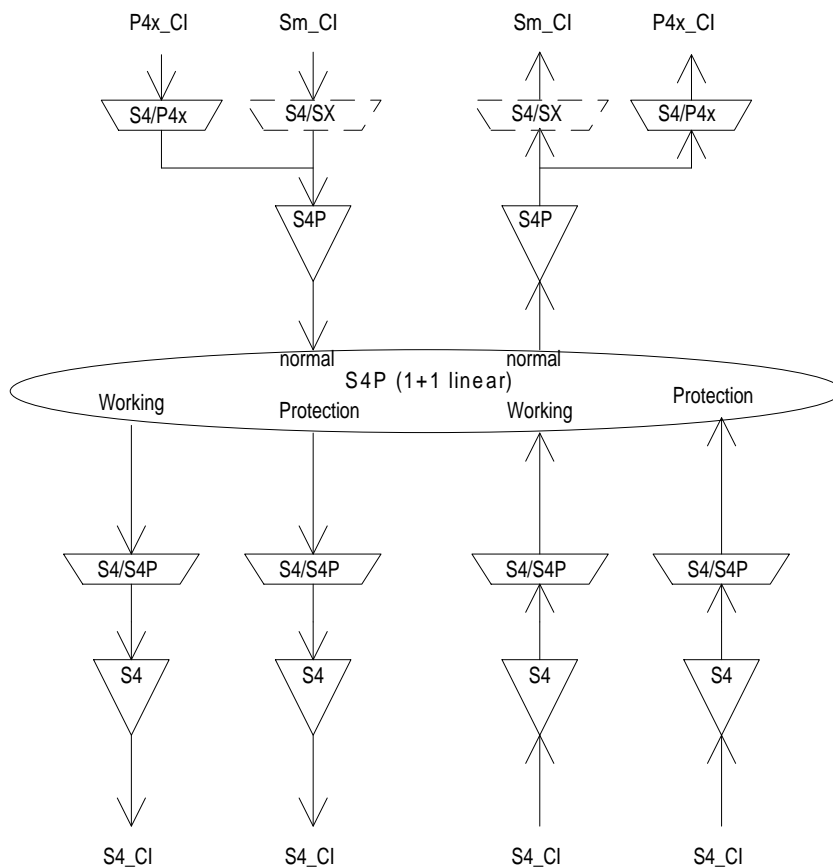 P4x_CI Sm_CI Sm_CI P4x_CI
S4/P4x S4/SX S4/SX S4/P4x
S4P S4P
normal normal
S4P (1+1 linear)
Working Protection Working Protection
S4/S4P S4/S4P S4/S4P S4/S4P
S4 S4 S4 S4
S4_CI S4_CI S4_CI S4_CI